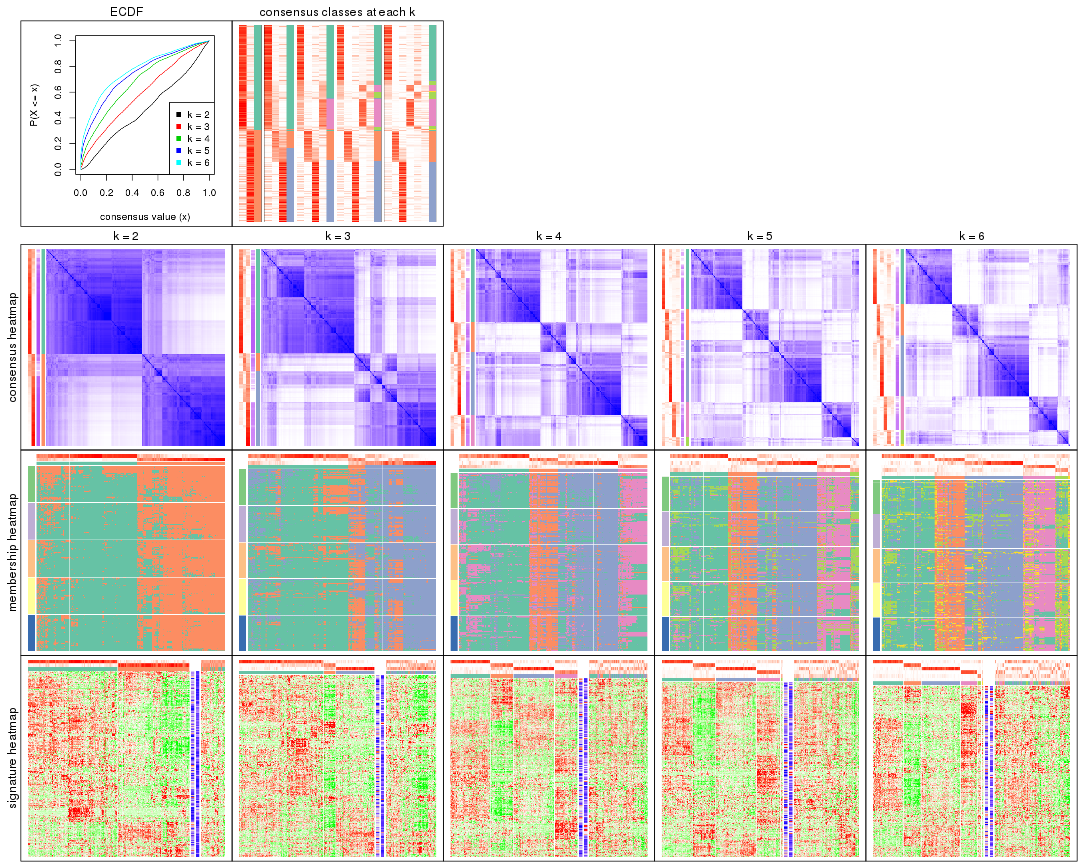 ECDF
consensus classes at each k
P(X <= x)
1.0
0.8
0.6
0.4
0.2
0.0
k = 2
k = 3
k = 4
k = 5
k = 6
0.0 0.2 0.4 0.6 0.8 1.0
consensus value (x)
k = 2
k = 3
k = 4
k = 5
k = 6
consensus heatmap
membership heatmap
signature heatmap